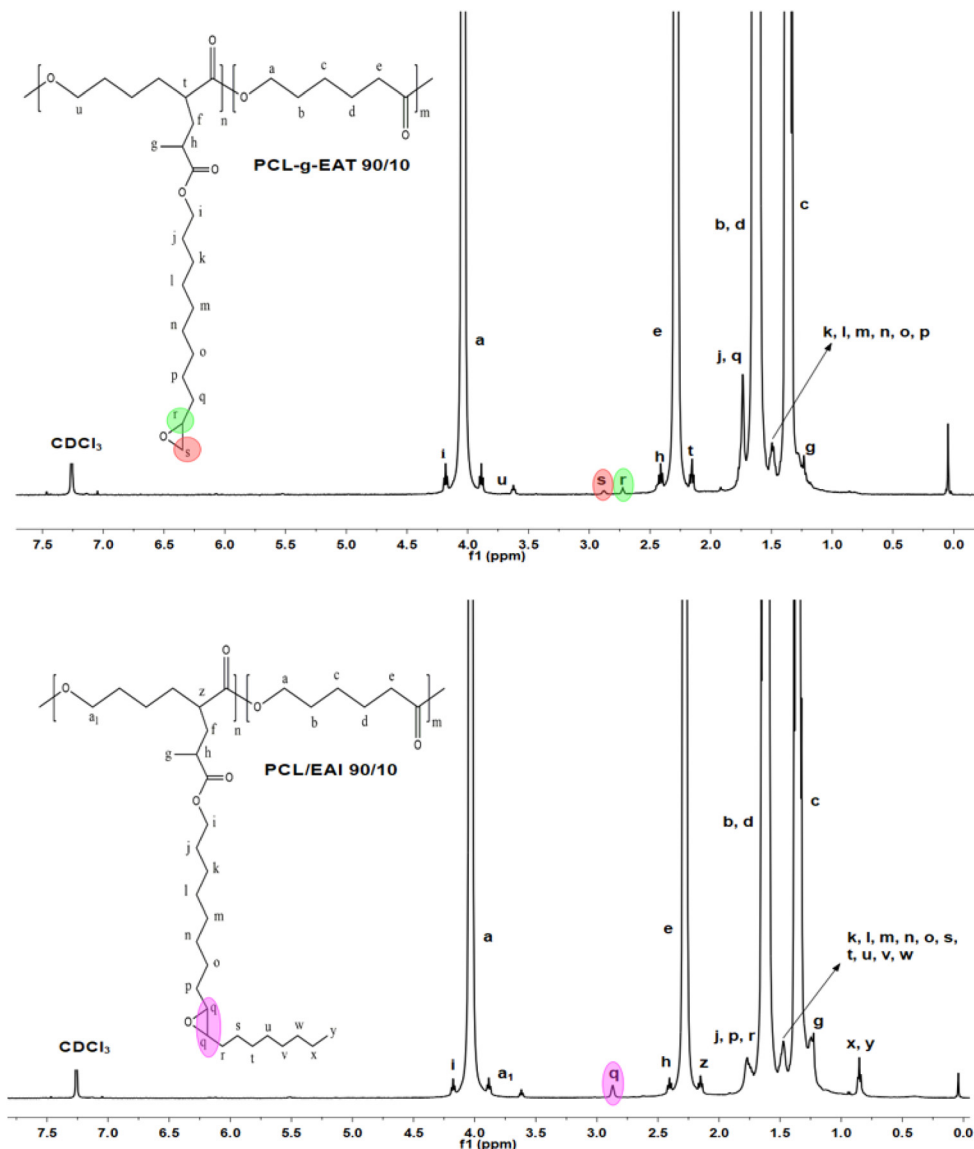 O
t
O
O
a
c
e
u
n
O
b
d
O
m
f
g
h
O
O
PCL-g-EAT 90/10
i
j
k
l
m
n
o
p
q
r
O
s
c
b, d
a
e
k, l, m, n, o, p
j, q
CDCl3
i
u
s
r
h
t
g
7.5 7.0 6.5 6.0 5.5 5.0 4.5 4.0 3.5 3.0 2.5 2.0 1.5 1.0 0.5 0.0
f1 (ppm)
O
z
O
O
a
c
e
a1
n
O
b
d
O
m
f
g
h
O
O
PCL/EAI 90/10
i
j
k
l
m
n
o
p
q
O
q
r
s
t
u
v
w
x
y
c
b, d
a
e
k, l, m, n, o, s,
t, u, v, w
j, p, r
g
CDCl3
i
a1
q
h
z
x, y
7.5 7.0 6.5 6.0 5.5 5.0 4.5 4.0 3.5 3.0 2.5 2.0 1.5 1.0 0.5 0.0
f1 (ppm)